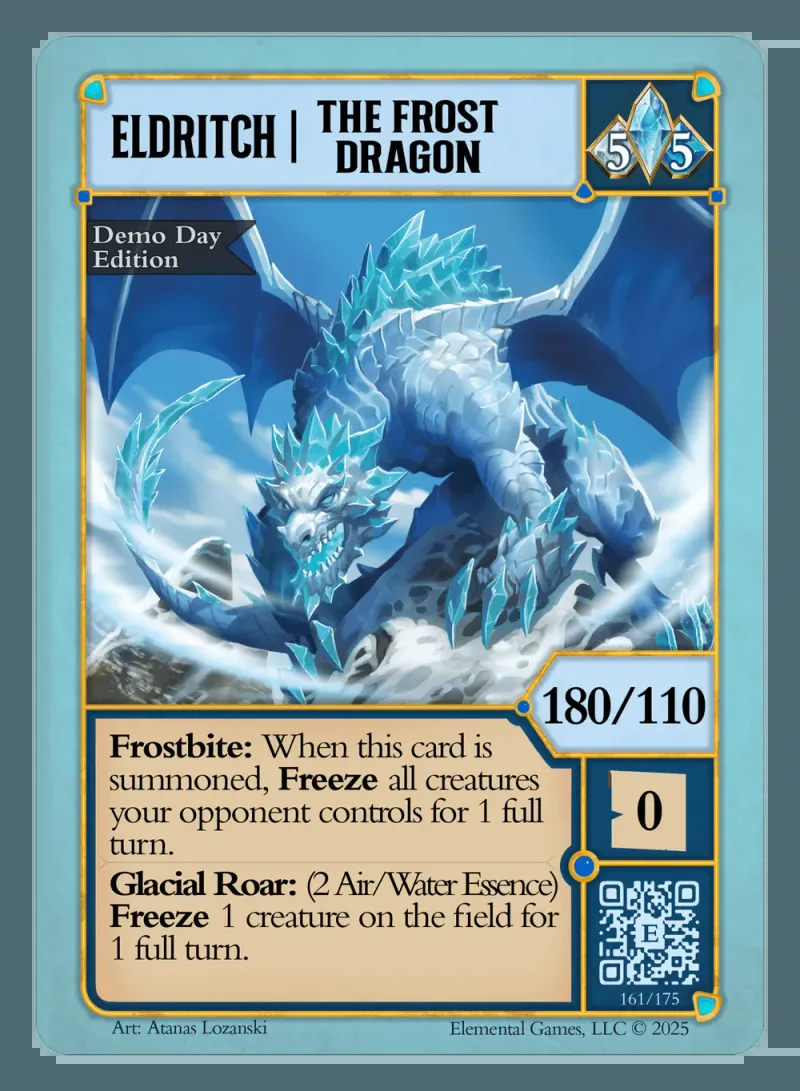 ELDRITCH | THE FROST
DRAGON
5 5
Demo Day
Edition
180/110
Frostbite: When this card is
summoned, Freeze all creatures
your opponent controls for 1 full
turn.
0
Glacial Roar: (2 Air/Water Essence)
Freeze 1 creature on the field for
1 full turn.
E
161/175
Art: Atanas Lozanski
Elemental Games, LLC © 2025